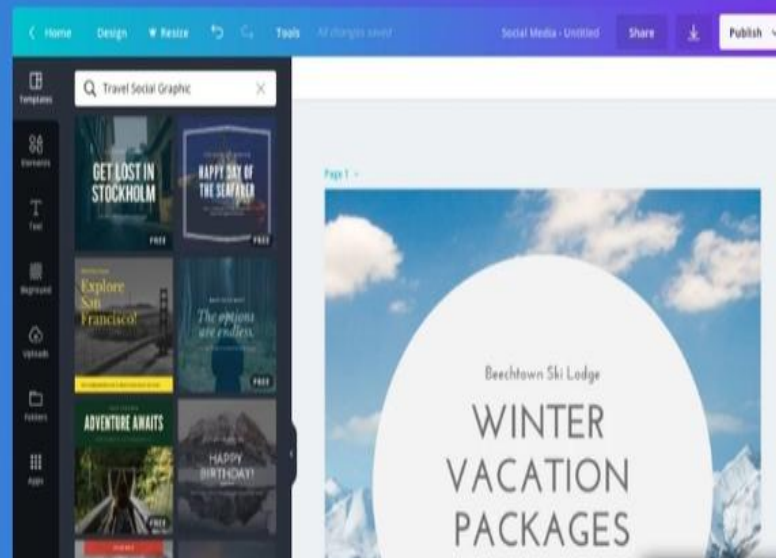 Home Design Resize Tools All changes saved Social Media - Untitled Share Publish
Templates
Travel Social Graphic
Elements
Text
Bkground
Uploads
Folders
Apps
GET LOST IN
STOCKHOLM
FREE
HAPPY DAY OF
THE SEAFARER
FREE
Explore
San
Francisco!
The options
are endless.
FREE
ADVENTURE AWAITS
FREE
HAPPY
BIRTHDAY!
Page 1
Beechtown Ski Lodge
WINTER
VACATION
PACKAGES